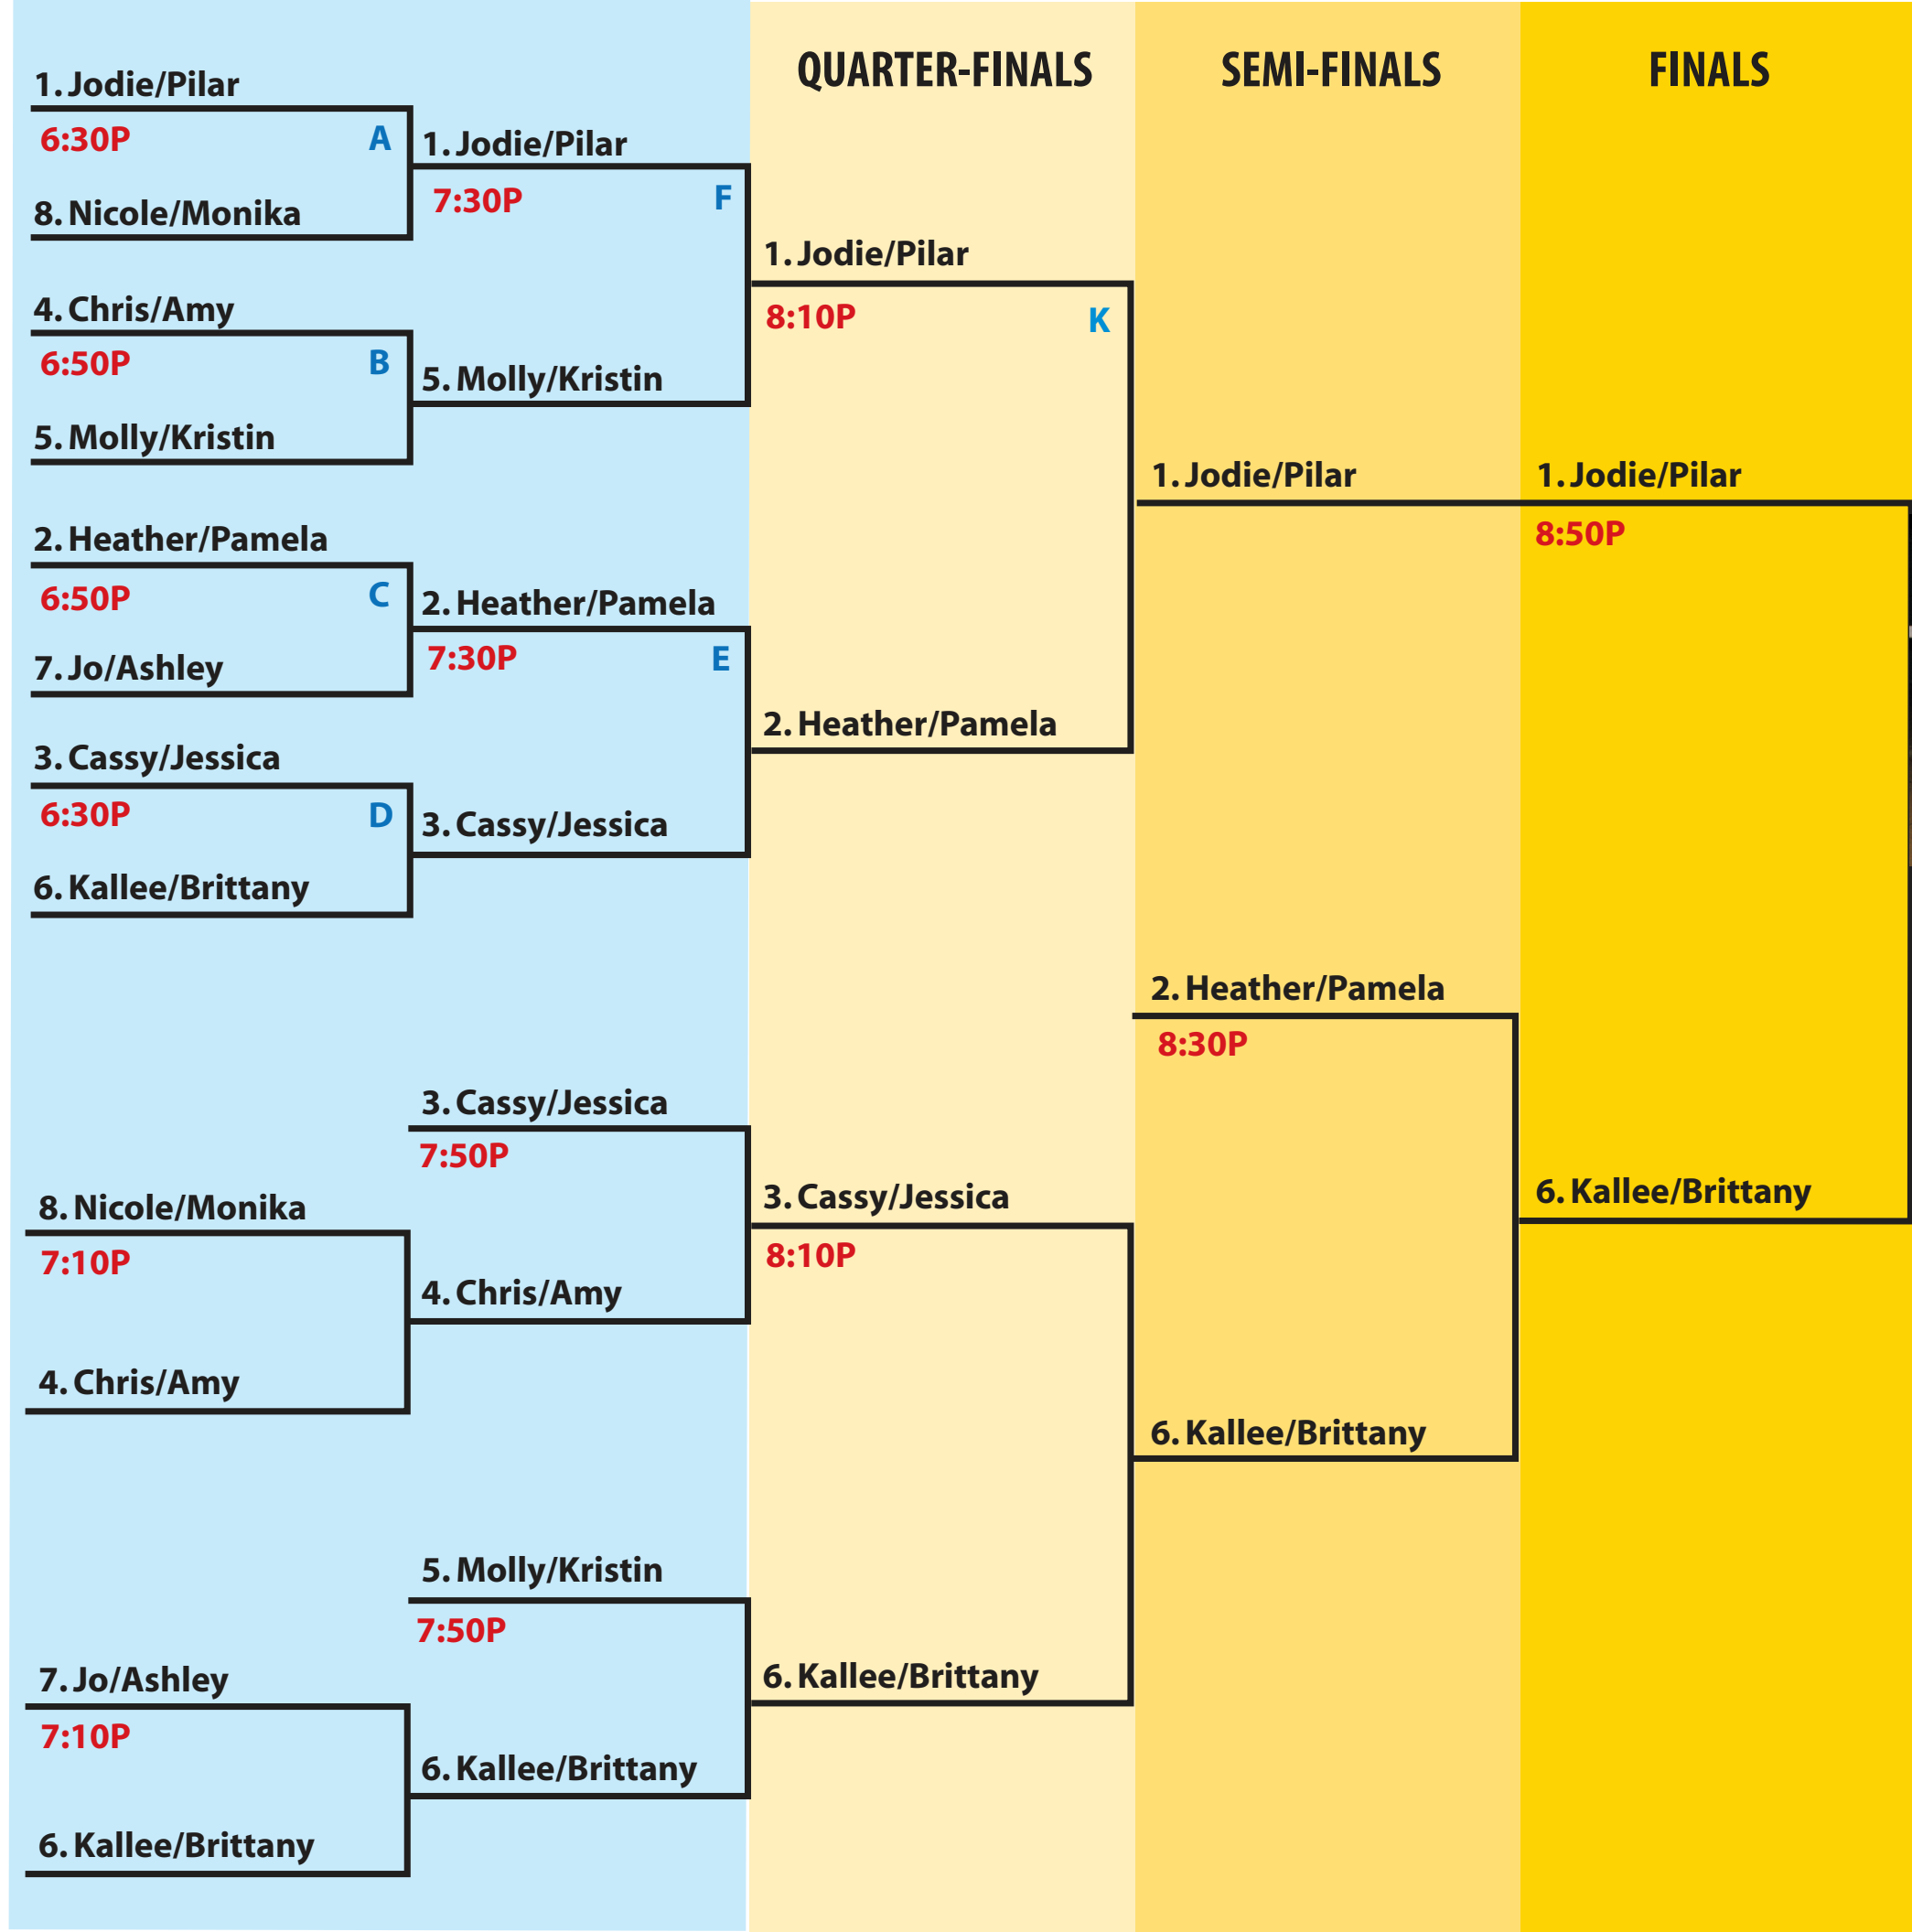 QUARTER-FINALS
SEMI-FINALS
FINALS
1. Jodie/Pilar
6:30P
A
8. Nicole/Monika
4. Chris/Amy
6:50P
B
5. Molly/Kristin
2. Heather/Pamela
6:50P
C
7. Jo/Ashley
3. Cassy/Jessica
6:30P
D
6. Kallee/Brittany
8. Nicole/Monika
7:10P
4. Chris/Amy
7. Jo/Ashley
7:10P
6. Kallee/Brittany
1. Jodie/Pilar
7:30P
F
5. Molly/Kristin
2. Heather/Pamela
7:30P
E
3. Cassy/Jessica
3. Cassy/Jessica
7:50P
4. Chris/Amy
5. Molly/Kristin
7:50P
6. Kallee/Brittany
1. Jodie/Pilar
8:10P
K
2. Heather/Pamela
3. Cassy/Jessica
8:10P
6. Kallee/Brittany
1. Jodie/Pilar
2. Heather/Pamela
8:30P
6. Kallee/Brittany
1. Jodie/Pilar
8:50P
6. Kallee/Brittany